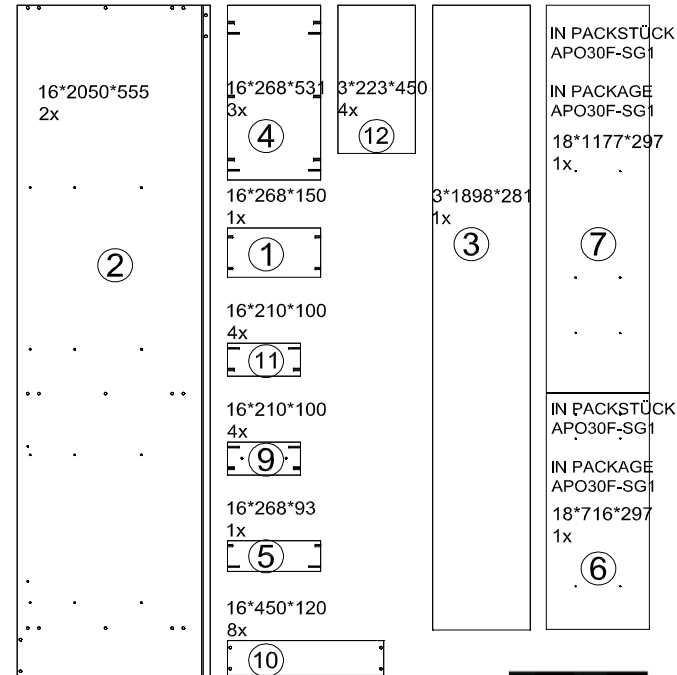 16*2050*555
2x
2
16*268*531
3x
4
16*268*150
1x
1
16*210*100
4x
11
16*210*100
4x
9
16*268*93
1x
5
16*450*120
8x
10
3*223*450
4x
12
3*1898*281
1x
3
IN PACKSTÜCK
APO30F-SG1
IN PACKAGE
APO30F-SG1
18*1177*297
1x
7
IN PACKSTÜCK
APO30F-SG1
IN PACKAGE
APO30F-SG1
18*716*297
1x
6